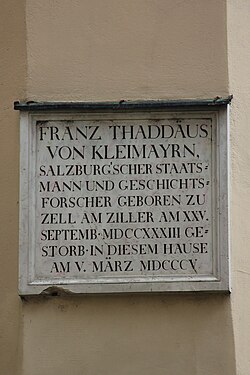 FRANZ THADDÄUS
VON KLEIMAYRN,
SALZBURG'SCHER STAATS=
MANN UND GESCHICHTS=
FORSCHER GEBOREN ZU
ZELL AM ZILLER AM XXV.
SEPTEMB·MDCCXXXIII GE=
STORB·IN DIESEM HAUSE
AM V. MÄRZ MDCCCV